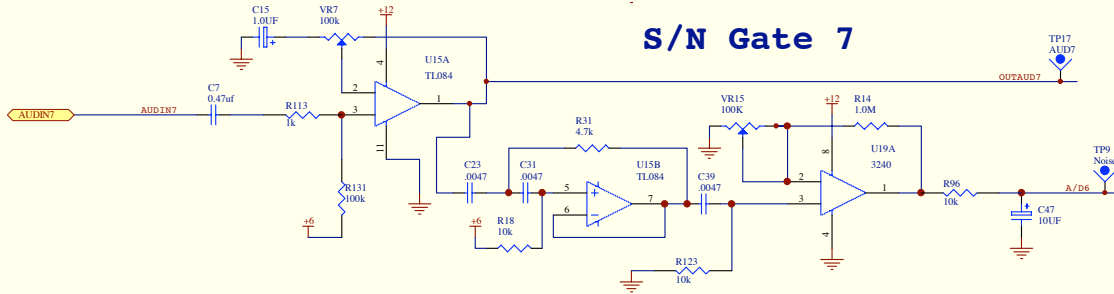 S/N Gate 7
C15
1.0UF
VR7
100k
+12
TP17
AUD7
U15A
TL084
4
2
3
1
11
OUTAUD7
AUDIN7
AUDIN7
C7
0.47uf
R113
1k
R131
100k
+6
C23
.0047
C31
.0047
R31
4.7k
U15B
TL084
5
6
7
+6
R18
10k
C39
.0047
R123
10k
VR15
100K
+12
R14
1.0M
U19A
3240
8
2
3
1
4
R96
10k
C47
10UF
A/D6
TP9
Noise